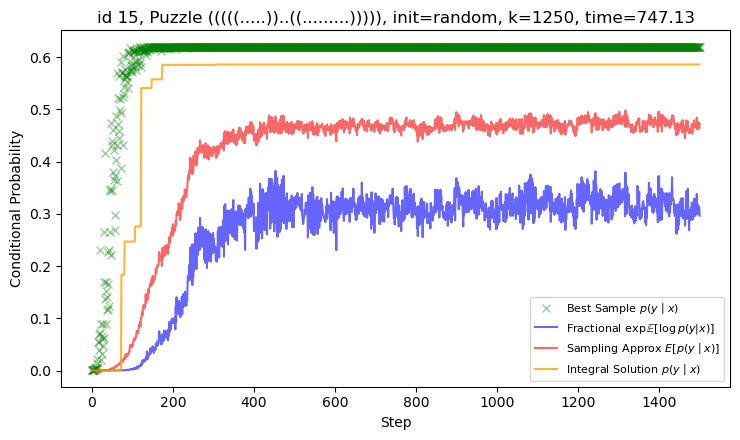 id 15, Puzzle (((((.....))..((.........))))), init=random, k=1250, time=747.13
Conditional Probability
0.6
0.5
0.4
0.3
0.2
0.1
0.0
Best Sample p(y | x)
Fractional exp 𝔼[log p(y|x)]
Sampling Approx E[p(y | x)]
Integral Solution p(y | x)
0 200 400 600 800 1000 1200 1400
Step